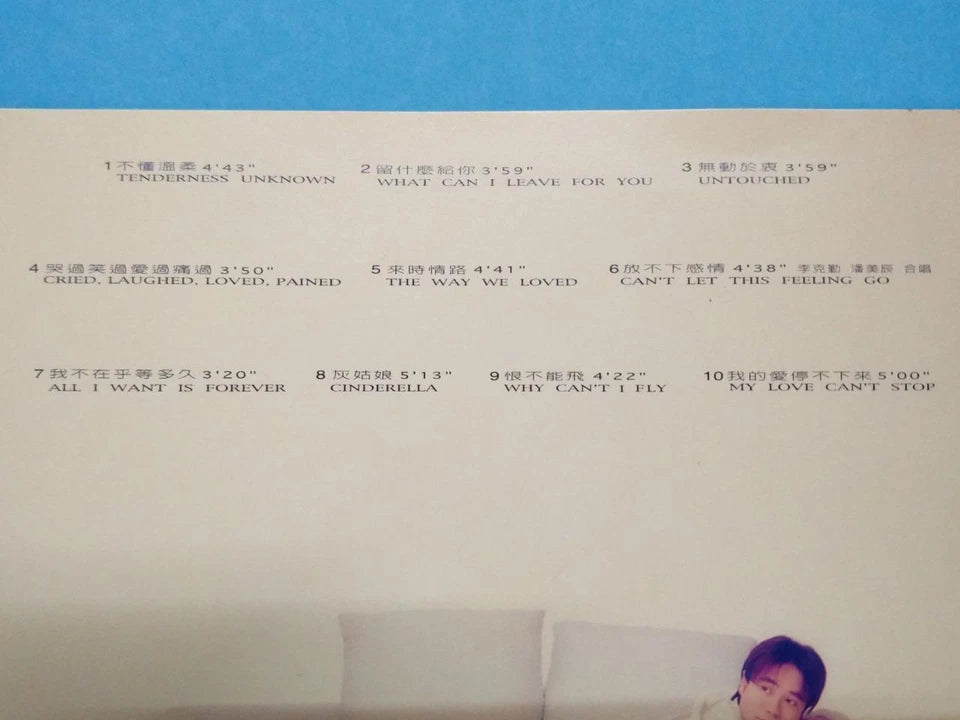 1 不懂溫柔 4'43"
TENDERNESS UNKNOWN
2 留什麼給你 3'59"
WHAT CAN I LEAVE FOR YOU
3 無動於衷 3'59"
UNTOUCHED
4 哭過笑過愛過痛過 3'50"
CRIED, LAUGHED, LOVED, PAINED
5 來時情路 4'41"
THE WAY WE LOVED
6 放不下感情 4'38" 李克勤 潘美辰 合唱
CAN'T LET THIS FEELING GO
7 我不在乎等多久 3'20"
ALL I WANT IS FOREVER
8 灰姑娘 5'13"
CINDERELLA
9 恨不能飛 4'22"
WHY CAN'T I FLY
10 我的愛停不下來 5'00"
MY LOVE CAN'T STOP